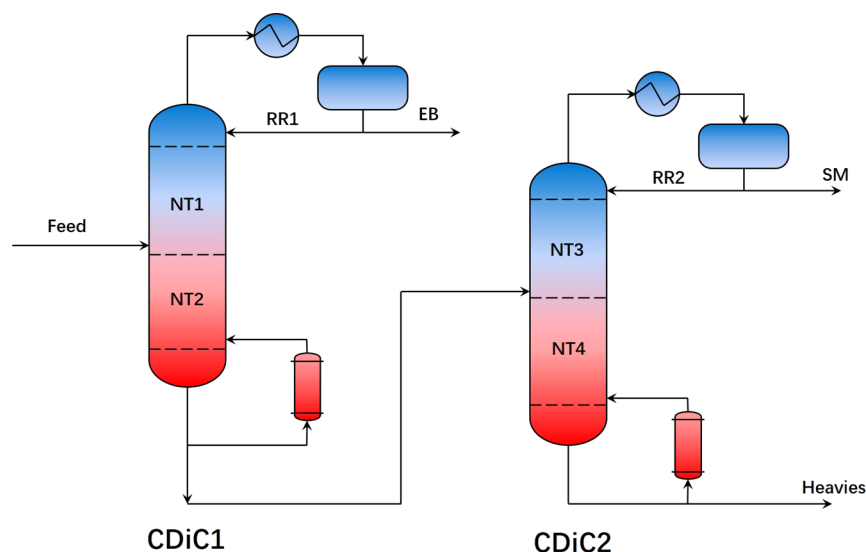 RR1
EB
NT1
Feed
NT2
CDiC1
RR2
SM
NT3
NT4
Heavies
CDiC2